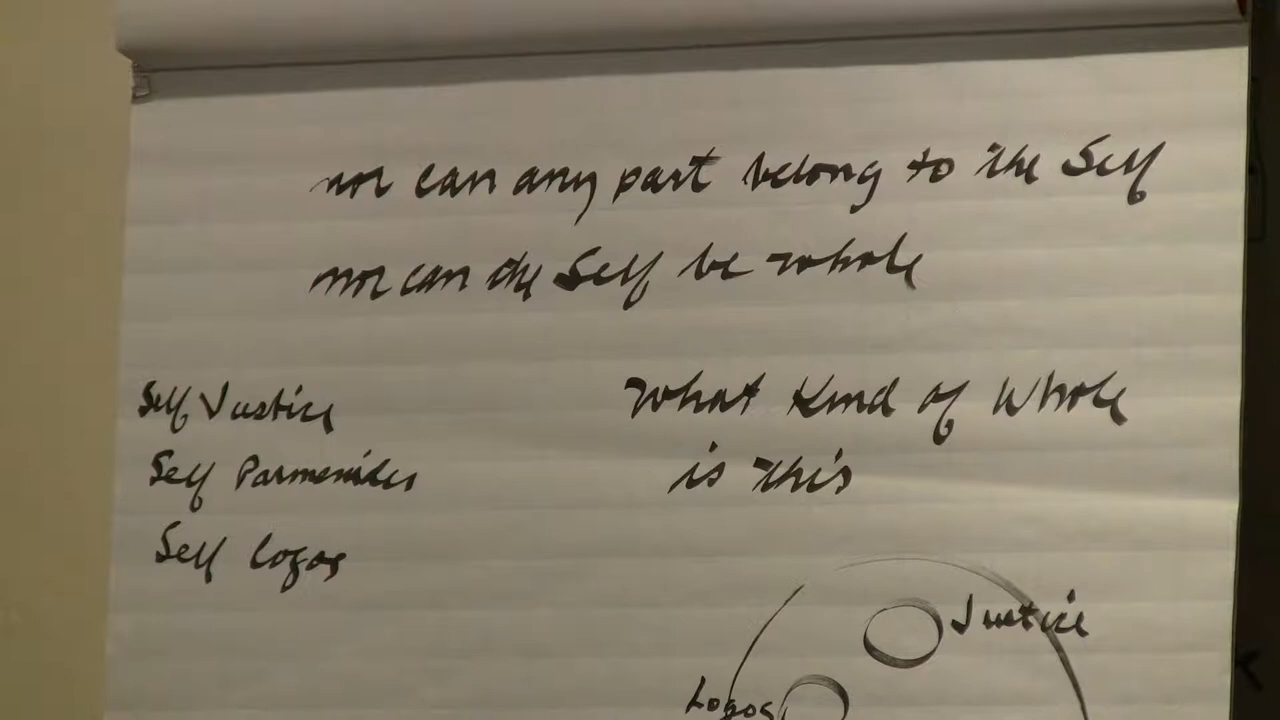 nor can any part belong to the Self
nor can the Self be whole
Self Justice
Self Parmenides
Self Logos
What Kind of Whole
is this
Justice
Logos